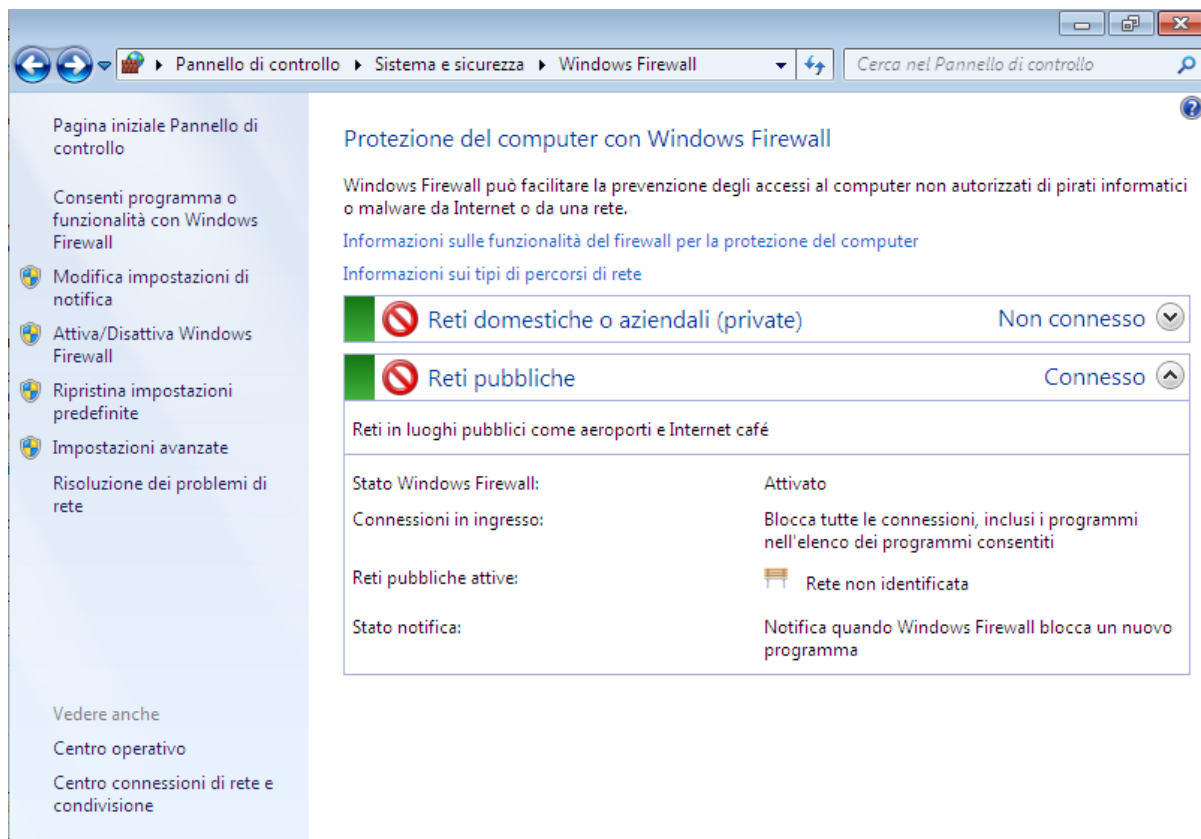 Pannello di controllo ▸ Sistema e sicurezza ▸ Windows Firewall
Cerca nel Pannello di controllo
Pagina iniziale Pannello di
controllo
Consenti programma o
funzionalità con Windows
Firewall
Modifica impostazioni di
notifica
Attiva/Disattiva Windows
Firewall
Ripristina impostazioni
predefinite
Impostazioni avanzate
Risoluzione dei problemi di
rete
Vedere anche
Centro operativo
Centro connessioni di rete e
condivisione
Protezione del computer con Windows Firewall
Windows Firewall può facilitare la prevenzione degli accessi al computer non autorizzati di pirati informatici
o malware da Internet o da una rete.
Informazioni sulle funzionalità del firewall per la protezione del computer
Informazioni sui tipi di percorsi di rete
Reti domestiche o aziendali (private) Non connesso
Reti pubbliche Connesso
Reti in luoghi pubblici come aeroporti e Internet café
Stato Windows Firewall: Attivato
Connessioni in ingresso: Blocca tutte le connessioni, inclusi i programmi
nell'elenco dei programmi consentiti
Reti pubbliche attive: Rete non identificata
Stato notifica: Notifica quando Windows Firewall blocca un nuovo
programma